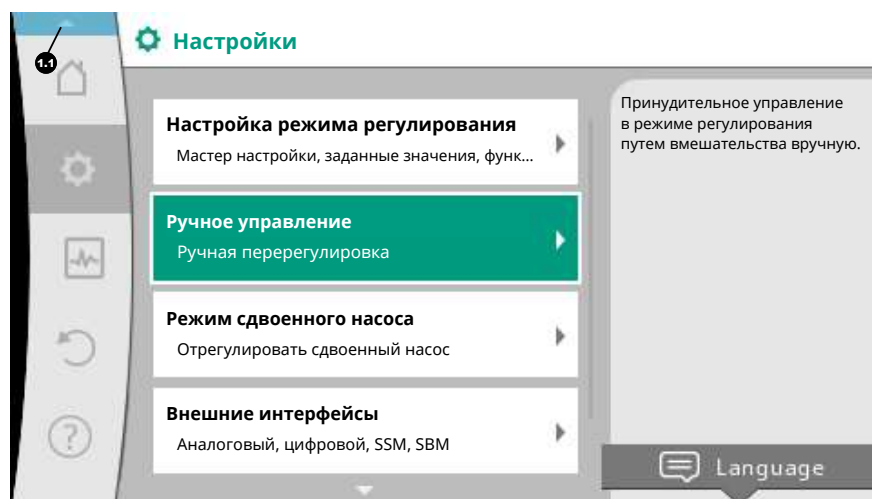 1.1
Настройки
Настройка режима регулирования
Мастер настройки, заданные значения, функ...
Ручное управление
Ручная перерегулировка
Режим сдвоенного насоса
Отрегулировать сдвоенный насос
Внешние интерфейсы
Аналоговый, цифровой, SSM, SBM
Принудительное управление
в режиме регулирования
путем вмешательства вручную.
?
Language